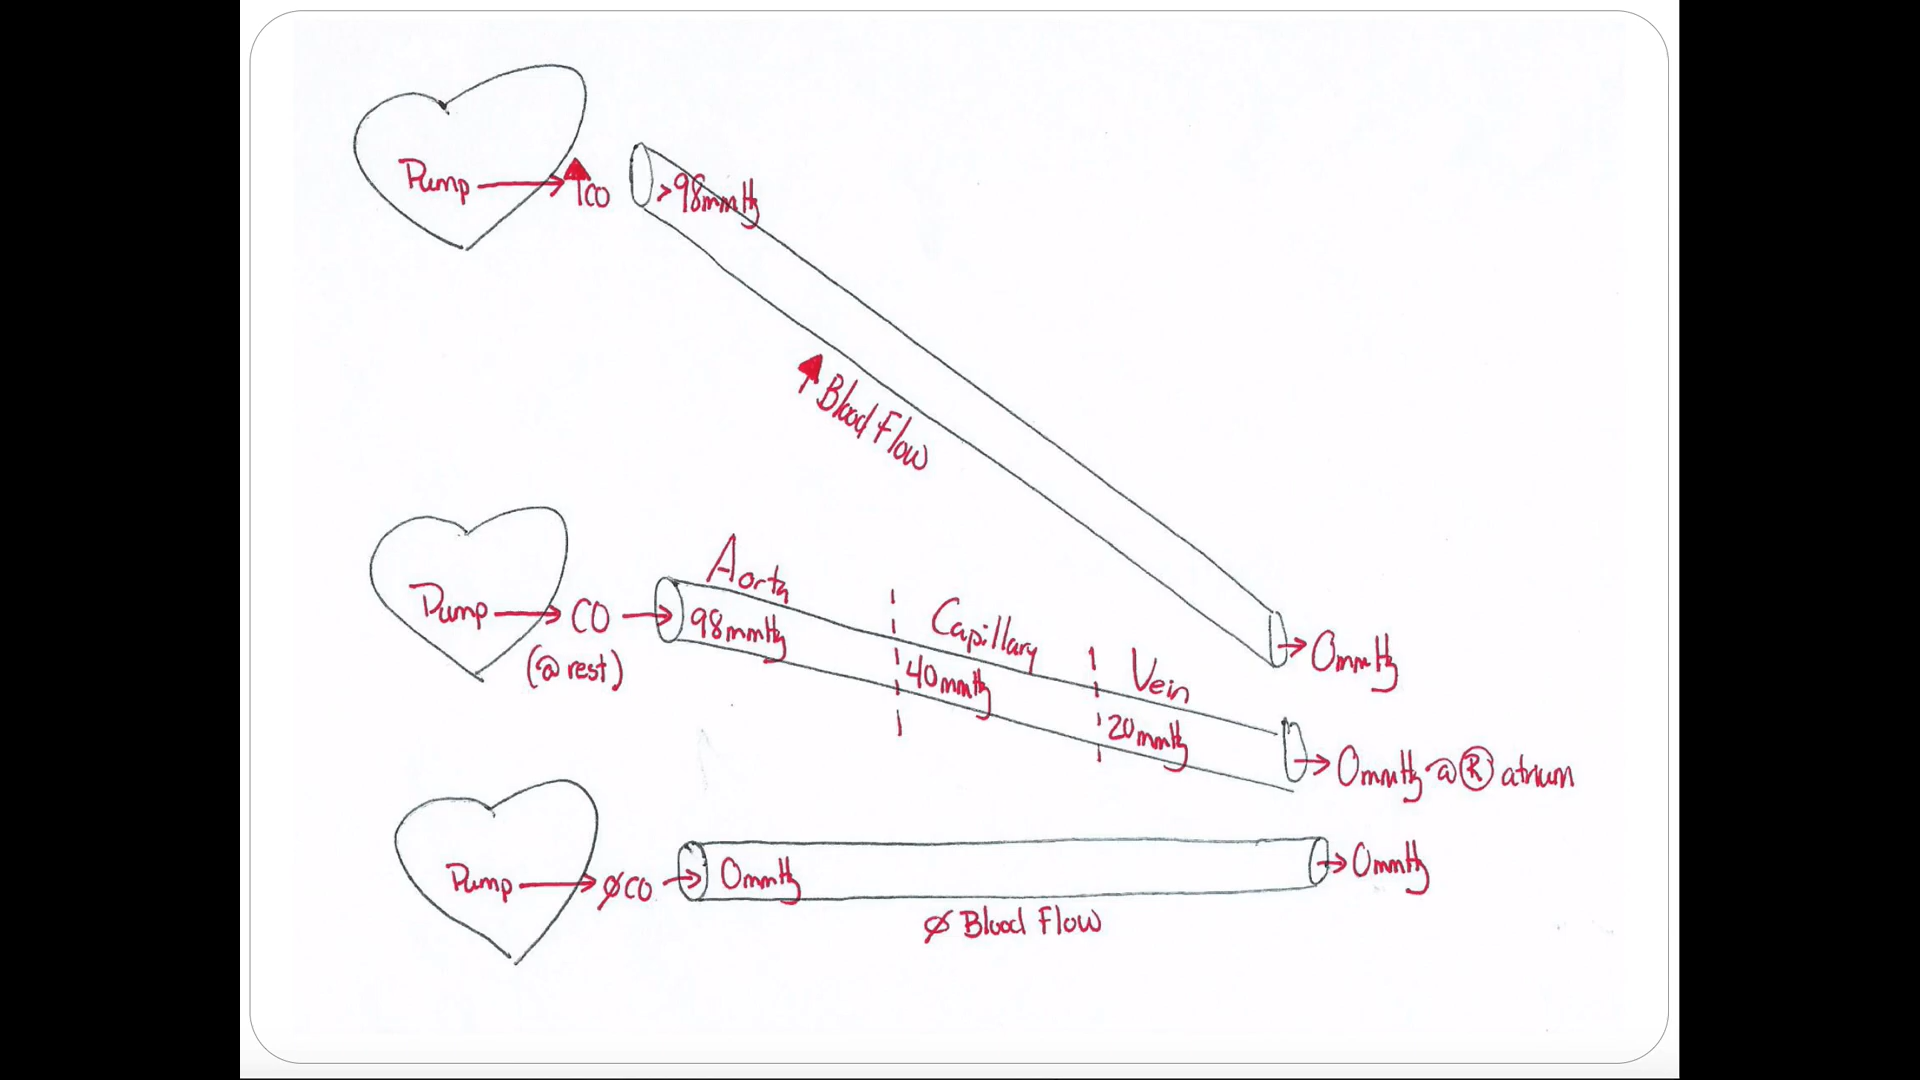 Pump → ↑CO
>98mmHg
↑ Blood Flow
→ 0mmHg
Pump → CO →
(@ rest)
Aorta
98mmHg
Capillary
40mmHg
Vein
20mmHg
→ 0mmHg @ Ⓡ atrium
Pump → ∅CO →
0mmHg
→ 0mmHg
∅ Blood Flow